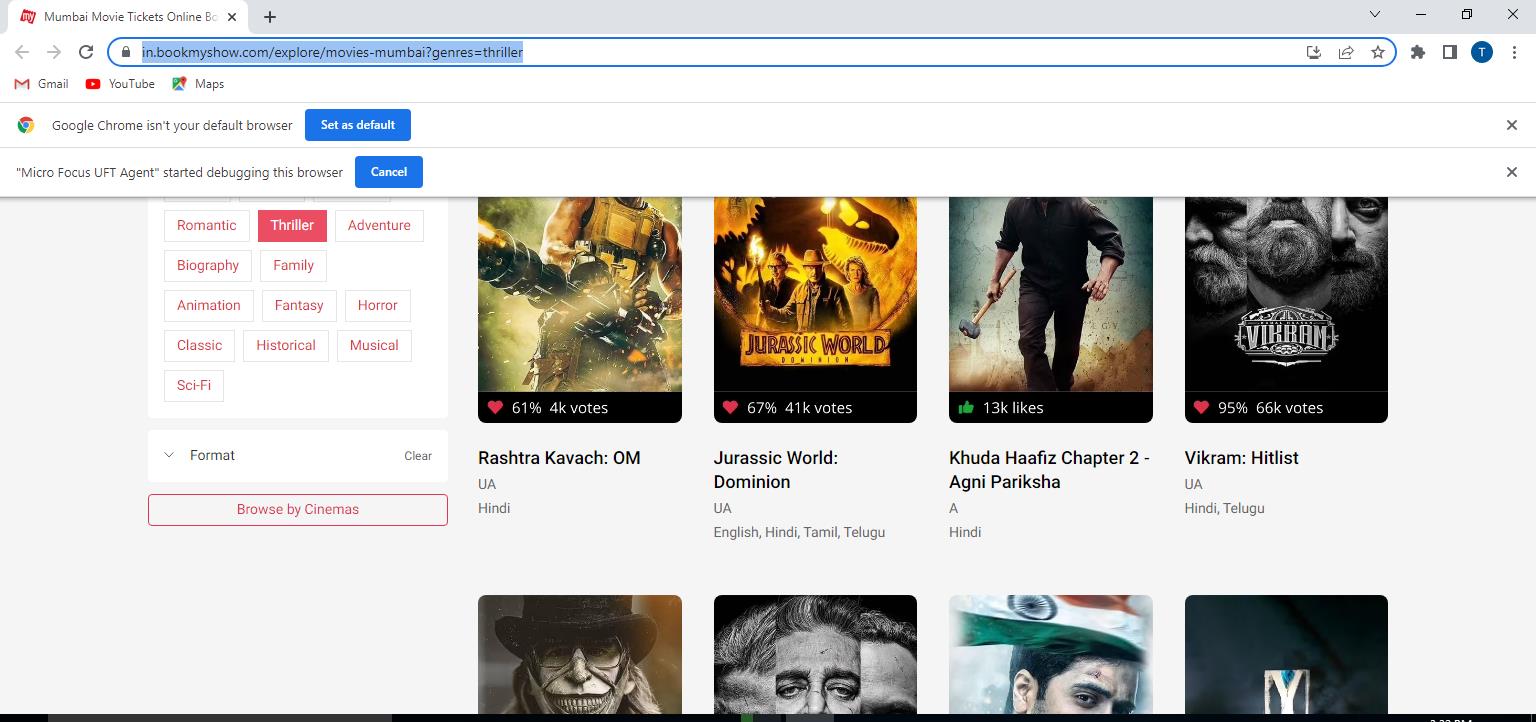 my Mumbai Movie Tickets Online Bo
in.bookmyshow.com/explore/movies-mumbai?genres=thriller
T
Gmail YouTube Maps
Google Chrome isn't your default browser Set as default
"Micro Focus UFT Agent" started debugging this browser Cancel
Romantic Thriller Adventure
Biography Family
Animation Fantasy Horror
Classic Historical Musical
Sci-Fi
Format Clear
Browse by Cinemas
JURASSIC WORLD
DOMINION
VIKRAM
61% 4k votes
67% 41k votes
13k likes
95% 66k votes
Rashtra Kavach: OM
UA
Hindi
Jurassic World:
Dominion
UA
English, Hindi, Tamil, Telugu
Khuda Haafiz Chapter 2 -
Agni Pariksha
A
Hindi
Vikram: Hitlist
UA
Hindi, Telugu